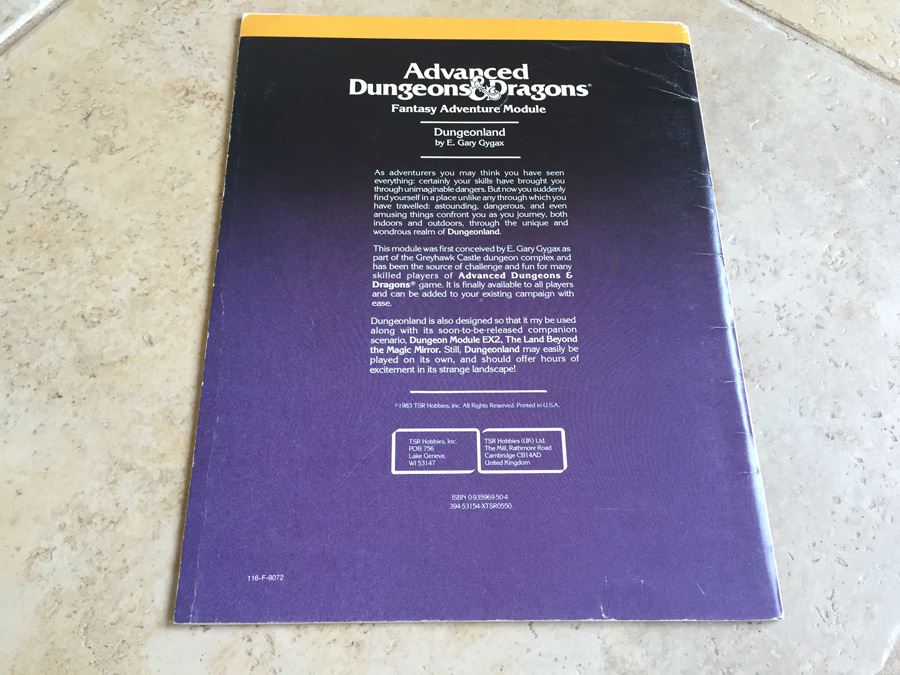 Advanced
Dungeons & Dragons®
Fantasy Adventure Module
Dungeonland
by E. Gary Gygax
As adventurers you may think you have seen
everything: certainly your skills have brought you
through unimaginable dangers. But now you suddenly
find yourself in a place unlike any through which you
have travelled: astounding, dangerous, and even
amusing things confront you as you journey, both
indoors and outdoors, through the unique and
wondrous realm of Dungeonland.
This module was first conceived by E. Gary Gygax as
part of the Greyhawk Castle dungeon complex and
has been the source of challenge and fun for many
skilled players of Advanced Dungeons &
Dragons® game. It is finally available to all players
and can be added to your existing campaign with
ease.
Dungeonland is also designed so that it my be used
along with its soon-to-be-released companion
scenario, Dungeon Module EX2, The Land Beyond
the Magic Mirror. Still, Dungeonland may easily be
played on its own, and should offer hours of
excitement in its strange landscape!
©1983 TSR Hobbies, Inc. All Rights Reserved. Printed in U.S.A.
TSR Hobbies, Inc.
POB 756
Lake Geneva,
WI 53147
TSR Hobbies (UK) Ltd.
The Mill, Rathmore Road
Cambridge CB14AD
United Kingdom
ISBN 0-935969-50-4
394-53154-XTSR0550
116-F-9072